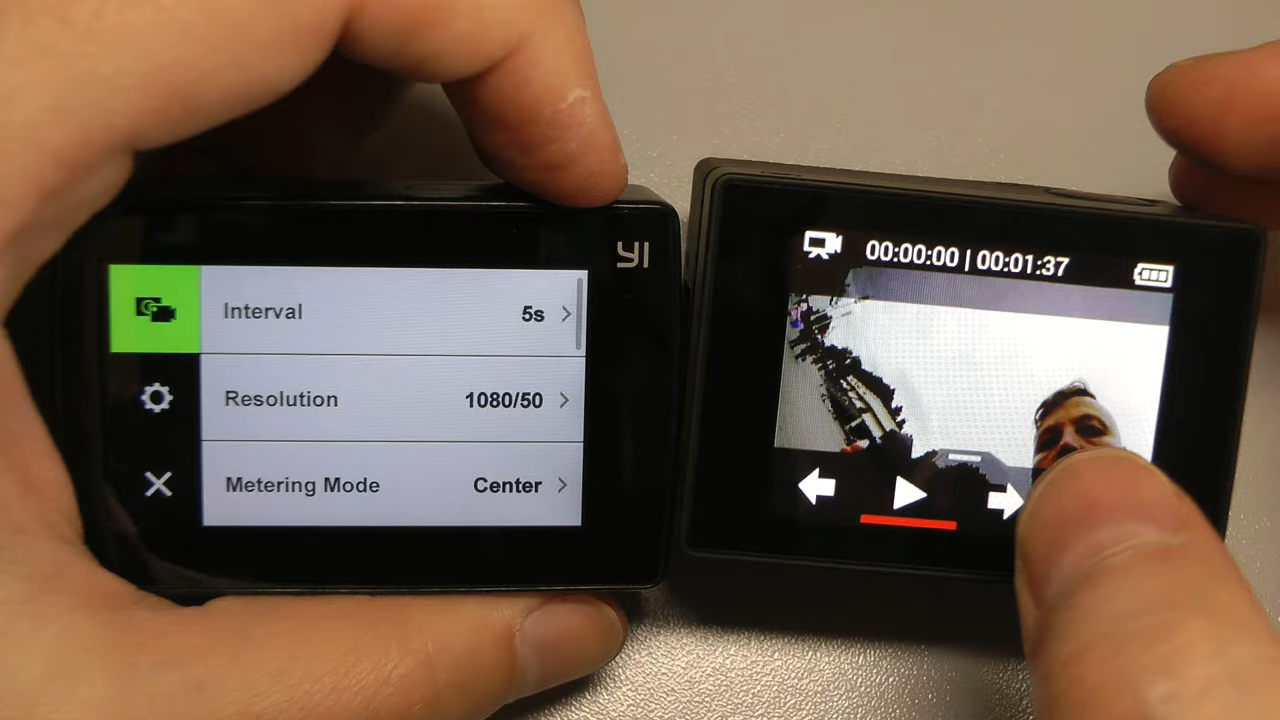 YI
Interval 5s
Resolution 1080/50
Metering Mode Center
00:00:00 | 00:01:37